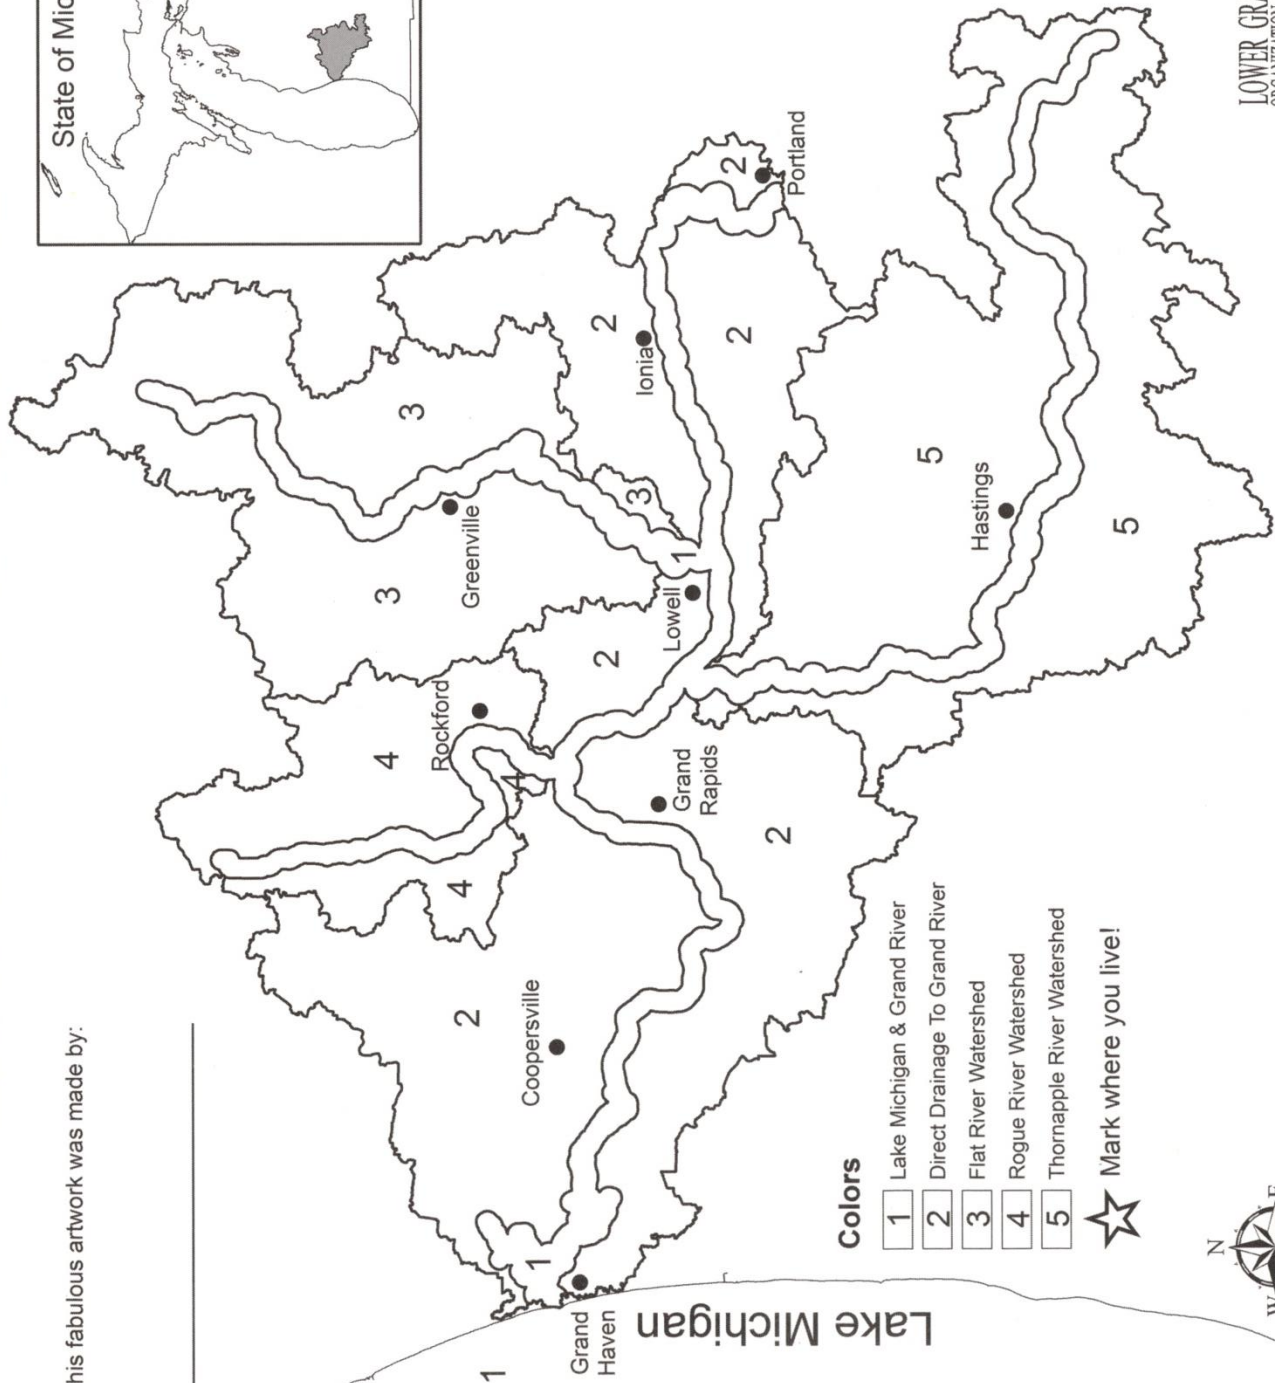 his fabulous artwork was made by:
State of Mic
1
Grand
Haven
Lake Michigan
1
2
Coopersville
4
4
Rockford
4
2
Grand
Rapids
2
3
Greenville
3
3
1
Lowell
2
Ionia
2
2
Portland
5
Hastings
5
Colors
1 Lake Michigan & Grand River
2 Direct Drainage To Grand River
3 Flat River Watershed
4 Rogue River Watershed
5 Thornapple River Watershed
Mark where you live!
N
W
E
LOWER GRA
ORGANIZATION